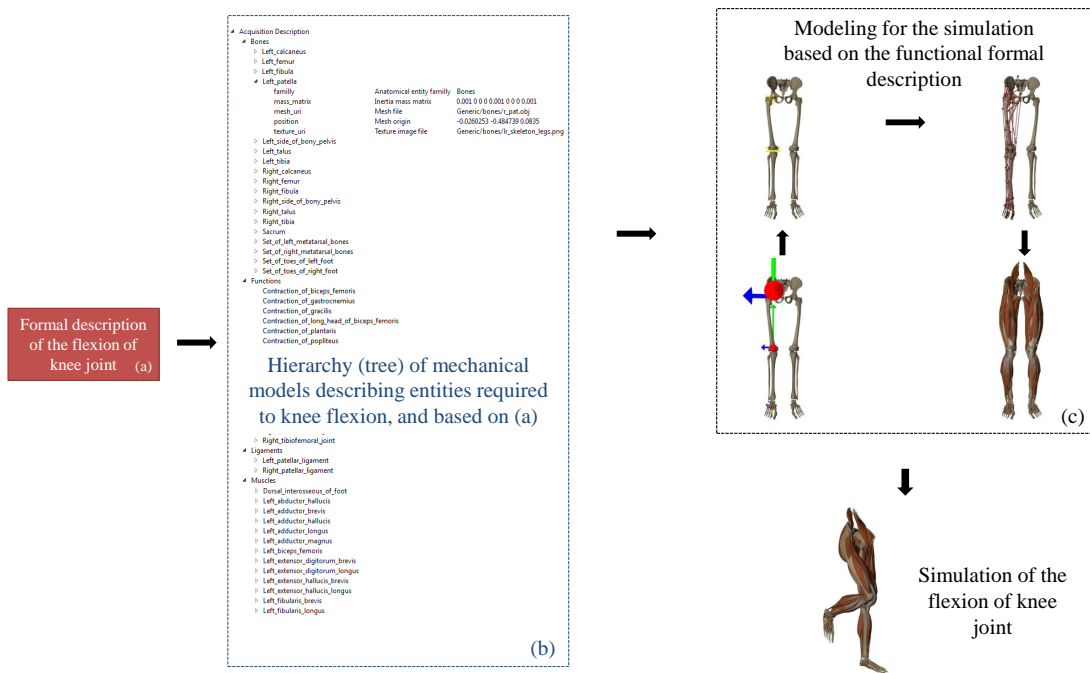 Formal description
of the flexion of
knee joint (a)
Acquisition Description
Bones
Left_calcaneus
Left_femur
Left_fibula
Left_patella
familly Anatomical entity familly Bones
mass_matrix Inertia mass matrix 0.001 0 0 0 0.001 0 0 0 0.001
mesh_uri Mesh file Generic/bones/r_pat.obj
position Mesh origin -0.0260253 -0.484739 0.0835
texture_uri Texture image file Generic/bones/lr_skeleton_legs.png
Left_side_of_bony_pelvis
Left_talus
Left_tibia
Right_calcaneus
Right_femur
Right_fibula
Right_side_of_bony_pelvis
Right_talus
Right_tibia
Sacrum
Set_of_left_metatarsal_bones
Set_of_right_metatarsal_bones
Set_of_toes_of_left_foot
Set_of_toes_of_right_foot
Functions
Contraction_of_biceps_femoris
Contraction_of_gastrocnemius
Contraction_of_gracilis
Contraction_of_long_head_of_biceps_femoris
Contraction_of_plantaris
Contraction_of_popliteus
Hierarchy (tree) of mechanical
models describing entities required
to knee flexion, and based on (a)
Right_tibiofemoral_joint
Ligaments
Left_patellar_ligament
Right_patellar_ligament
Muscles
Dorsal_interosseous_of_foot
Left_abductor_hallucis
Left_adductor_brevis
Left_adductor_hallucis
Left_adductor_longus
Left_adductor_magnus
Left_biceps_femoris
Left_extensor_digitorum_brevis
Left_extensor_digitorum_longus
Left_extensor_hallucis_brevis
Left_extensor_hallucis_longus
Left_fibularis_brevis
Left_fibularis_longus
(b)
Modeling for the simulation
based on the functional formal
description
(c)
Simulation of the
flexion of knee
joint